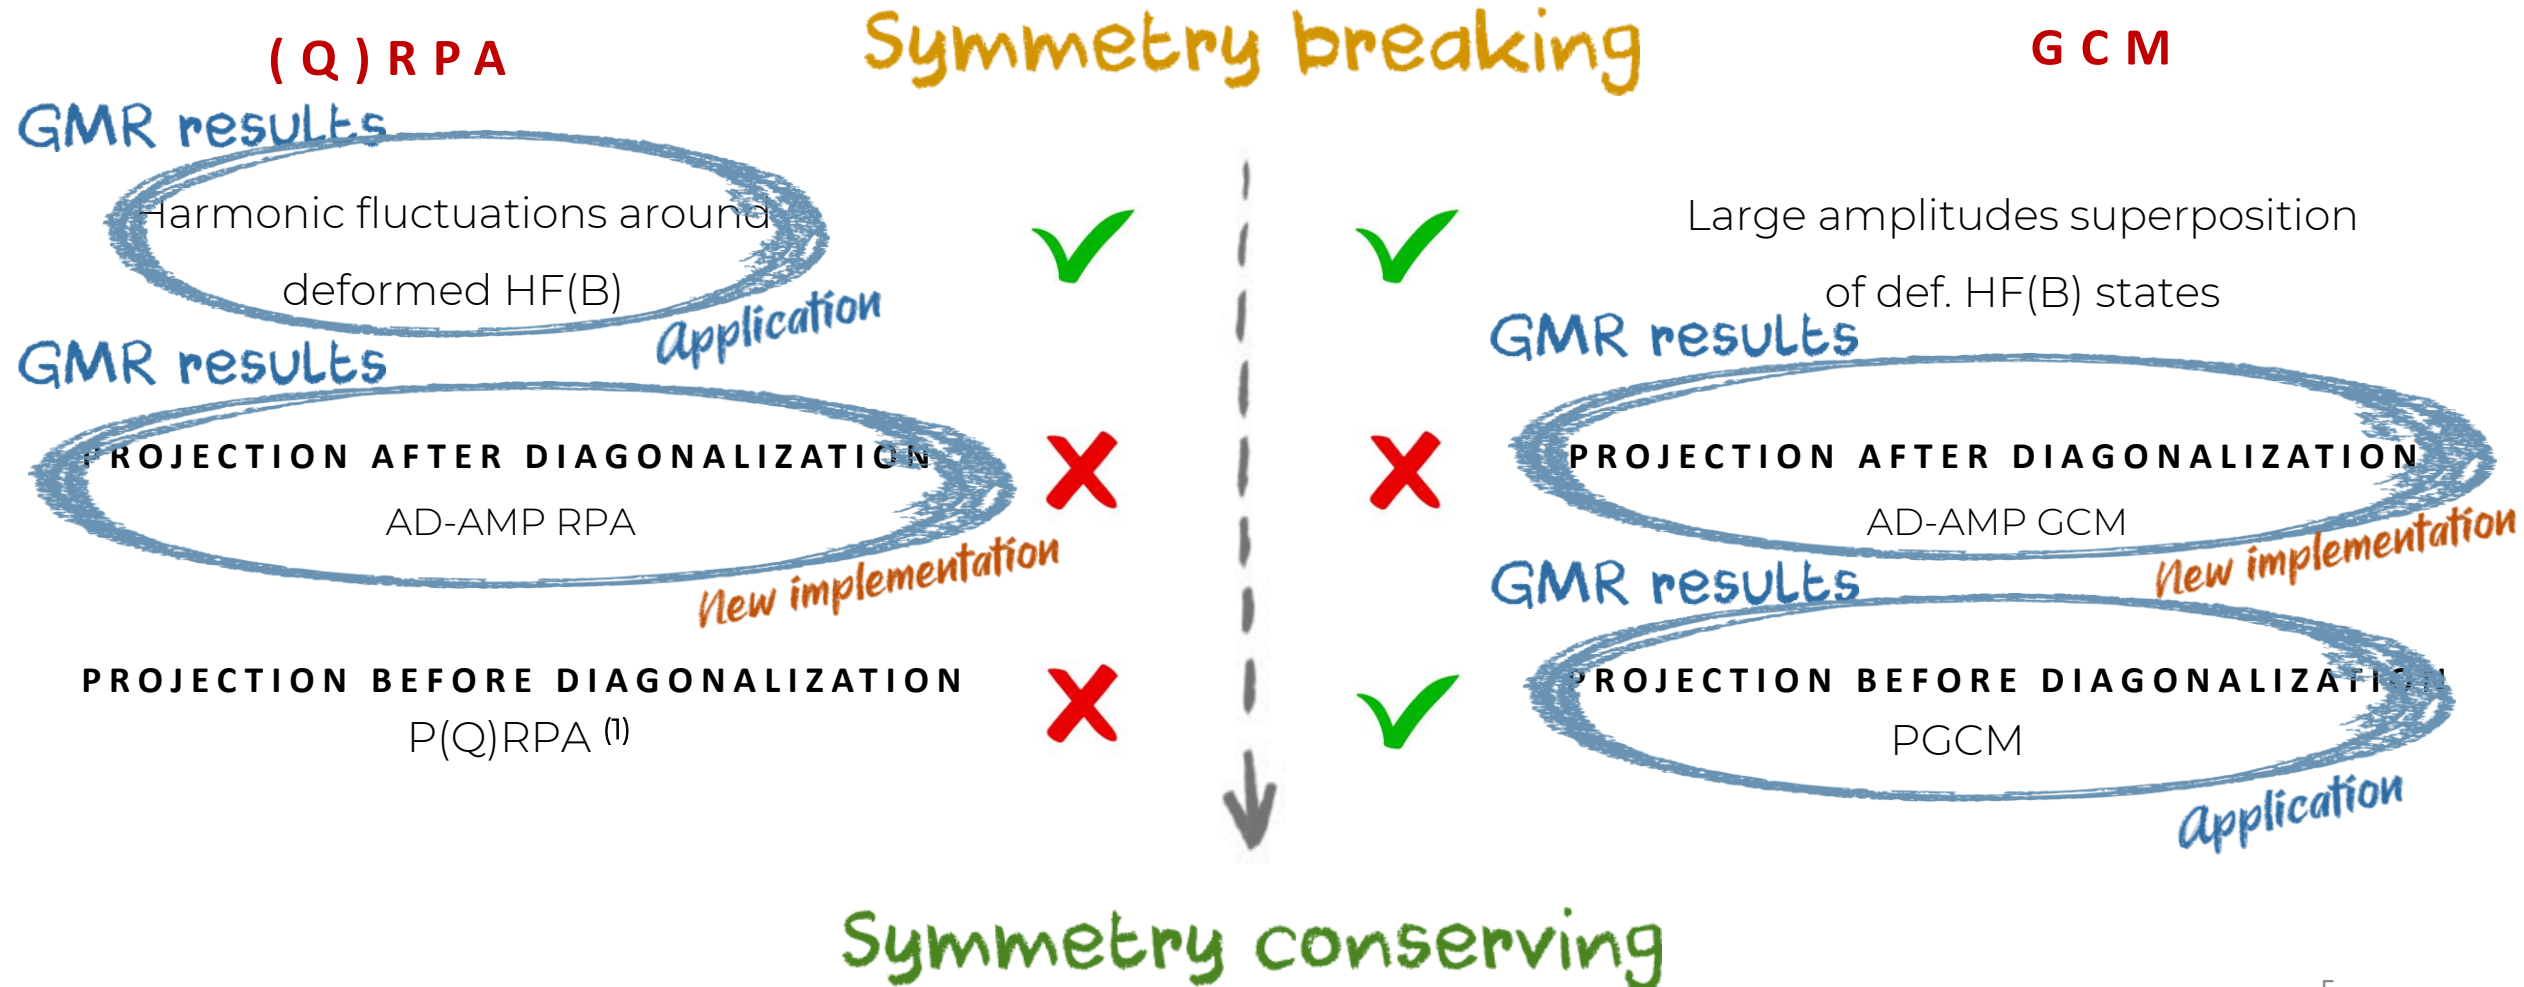 Symmetry breaking
(Q)RPA
GCM
GMR results
Harmonic fluctuations around
deformed HF(B)
Application
Large amplitudes superposition
of def. HF(B) states
GMR results
PROJECTION AFTER DIAGONALIZATION
AD-AMP RPA
New implementation
GMR results
PROJECTION AFTER DIAGONALIZATION
AD-AMP GCM
New implementation
PROJECTION BEFORE DIAGONALIZATION
P(Q)RPA (1)
GMR results
PROJECTION BEFORE DIAGONALIZATION
PGCM
Application
Symmetry conserving